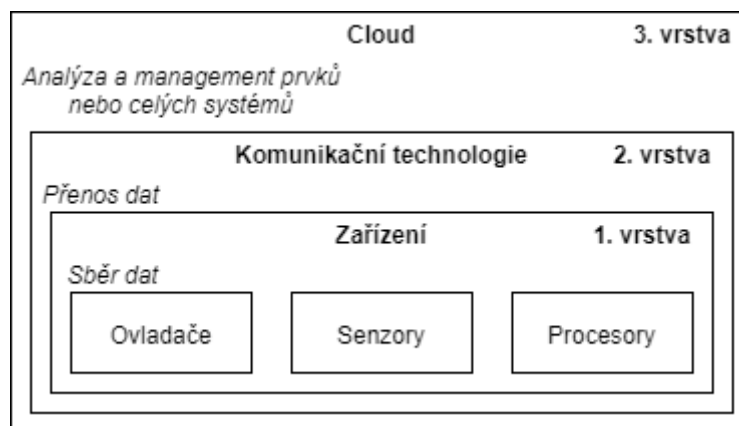 Cloud 3. vrstva
Analýza a management prvků
nebo celých systémů
Komunikační technologie 2. vrstva
Přenos dat
Zařízení 1. vrstva
Sběr dat
Ovladače Senzory Procesory